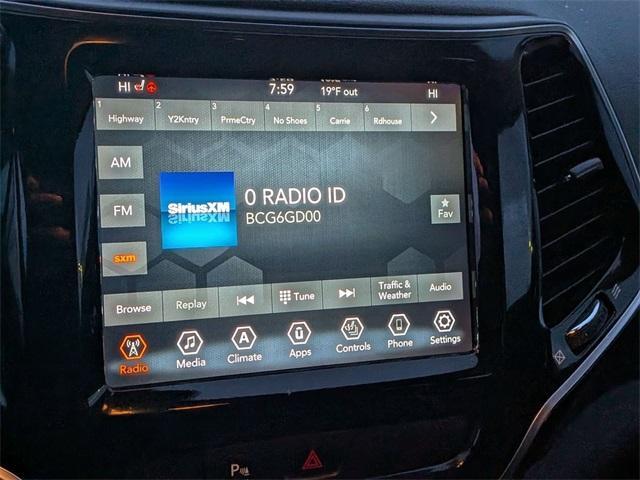 HI 7:59 19°F out HI
1 Highway 2 Y2Kntry 3 PrmeCtry 4 No Shoes 5 Carrie 6 Rdhouse
AM
FM
sxm
SiriusXM
0 RADIO ID
BCG6GD00
Fav
Browse Replay Tune Traffic & Weather Audio
Radio Media Climate Apps Controls Phone Settings
A ū
P